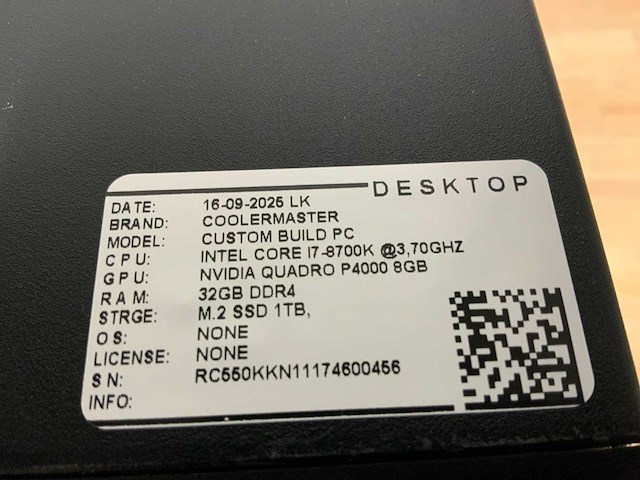 DESKTOP
DATE: 16-09-2025 LK
BRAND: COOLERMASTER
MODEL: CUSTOM BUILD PC
CPU: INTEL CORE I7-8700K @3,70GHZ
GPU: NVIDIA QUADRO P4000 8GB
RAM: 32GB DDR4
STRGE: M.2 SSD 1TB,
OS: NONE
LICENSE: NONE
SN: RC550KKN11174600456
INFO: